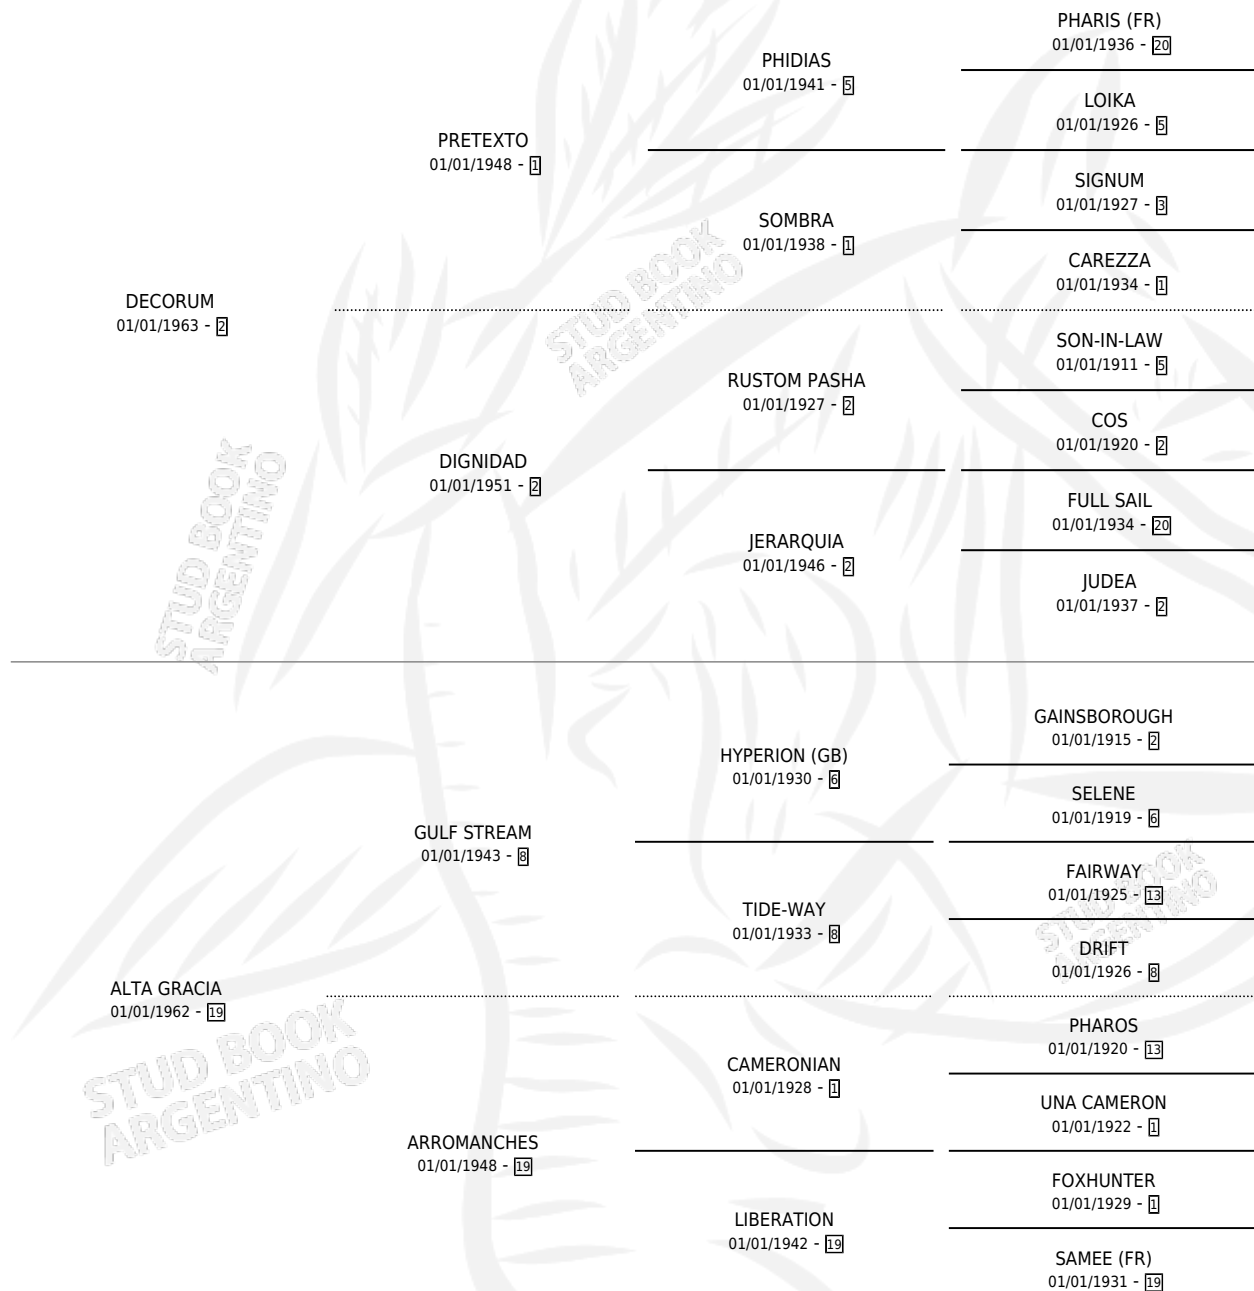 PHARIS (FR)
01/01/1936 - 20
PHIDIAS
01/01/1941 - 5
LOIKA
01/01/1926 - 5
PRETEXTO
01/01/1948 - 1
SIGNUM
01/01/1927 - 3
SOMBRA
01/01/1938 - 1
CAREZZA
01/01/1934 - 1
DECORUM
01/01/1963 - 2
SON-IN-LAW
01/01/1911 - 5
RUSTOM PASHA
01/01/1927 - 2
COS
01/01/1920 - 2
DIGNIDAD
01/01/1951 - 2
FULL SAIL
01/01/1934 - 20
JERARQUIA
01/01/1946 - 2
JUDEA
01/01/1937 - 2
GAINSBOROUGH
01/01/1915 - 2
HYPERION (GB)
01/01/1930 - 6
SELENE
01/01/1919 - 6
GULF STREAM
01/01/1943 - 8
FAIRWAY
01/01/1925 - 13
TIDE-WAY
01/01/1933 - 8
DRIFT
01/01/1926 - 8
ALTA GRACIA
01/01/1962 - 19
PHAROS
01/01/1920 - 13
CAMERONIAN
01/01/1928 - 1
UNA CAMERON
01/01/1922 - 1
ARROMANCHES
01/01/1948 - 19
FOXHUNTER
01/01/1929 - 1
LIBERATION
01/01/1942 - 19
SAMEE (FR)
01/01/1931 - 19
STUD BOOK
ARGENTINO
STUD BOOK
ARGENTINO
STUD BOOK
ARGENTINO
STUD BOOK
ARGENTINO